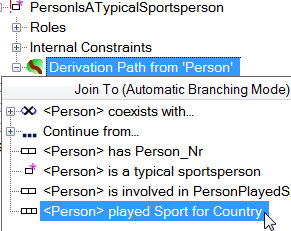 PersonIsATypicalSportsperson
Roles
Internal Constraints
Derivation Path from 'Person'
Join To (Automatic Branching Mode)
<Person> coexists with...
Continue from...
<Person> has Person_Nr
<Person> is a typical sportsperson
<Person> is involved in PersonPlayedS
<Person> played Sport for Country